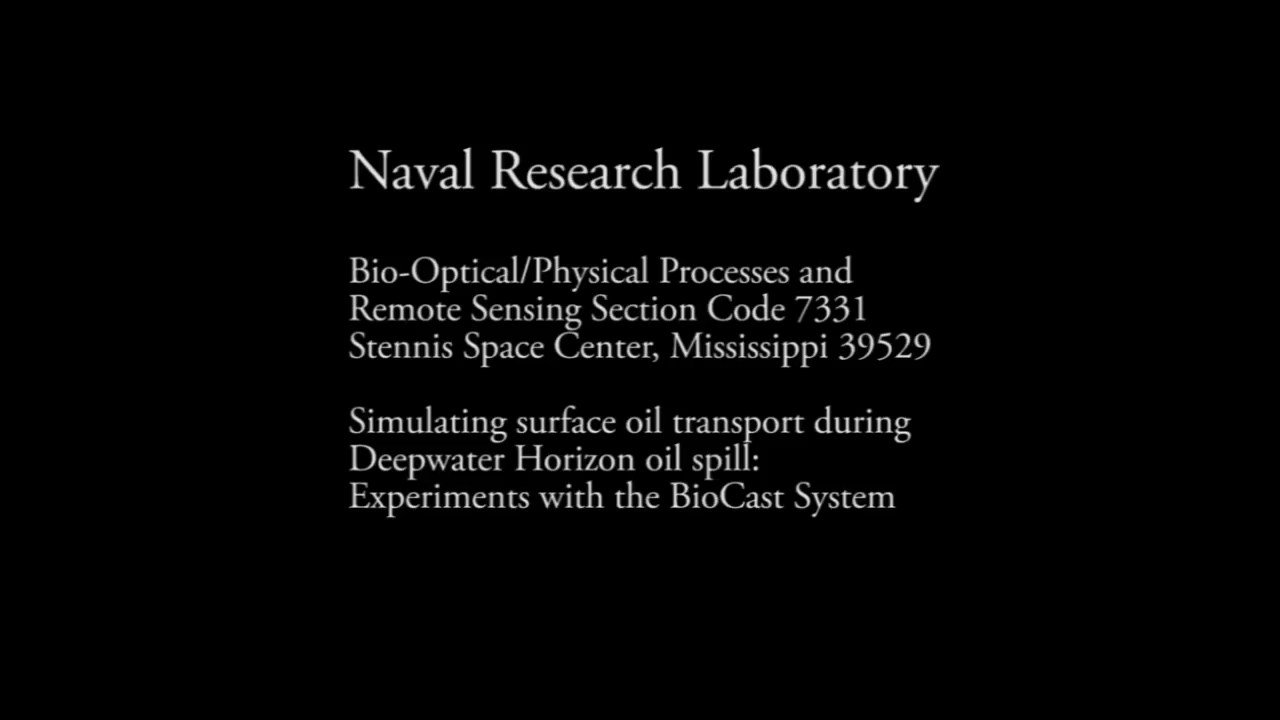 Naval Research Laboratory
Bio-Optical/Physical Processes and
Remote Sensing Section Code 7331
Stennis Space Center, Mississippi 39529
Simulating surface oil transport during
Deepwater Horizon oil spill:
Experiments with the BioCast System